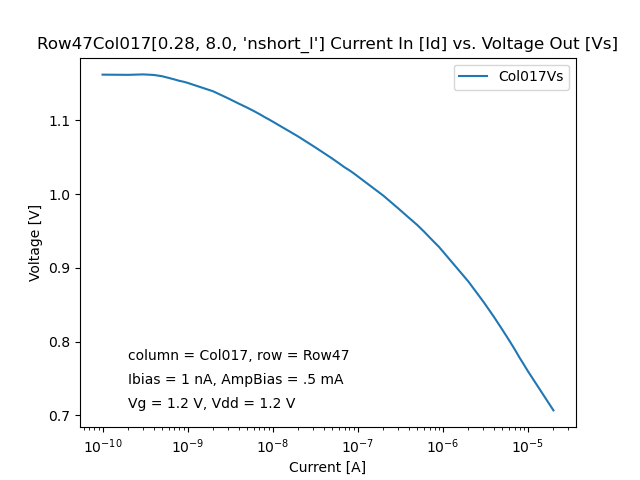 Row47Col017[0.28, 8.0, 'nshort_l'] Current In [Id] vs. Voltage Out [Vs]
Col017Vs
1.1
1.0
0.9
0.8
0.7
Voltage [V]
column = Col017, row = Row47
Ibias = 1 nA, AmpBias = .5 mA
Vg = 1.2 V, Vdd = 1.2 V
10⁻¹⁰ 10⁻⁹ 10⁻⁸ 10⁻⁷ 10⁻⁶ 10⁻⁵
Current [A]